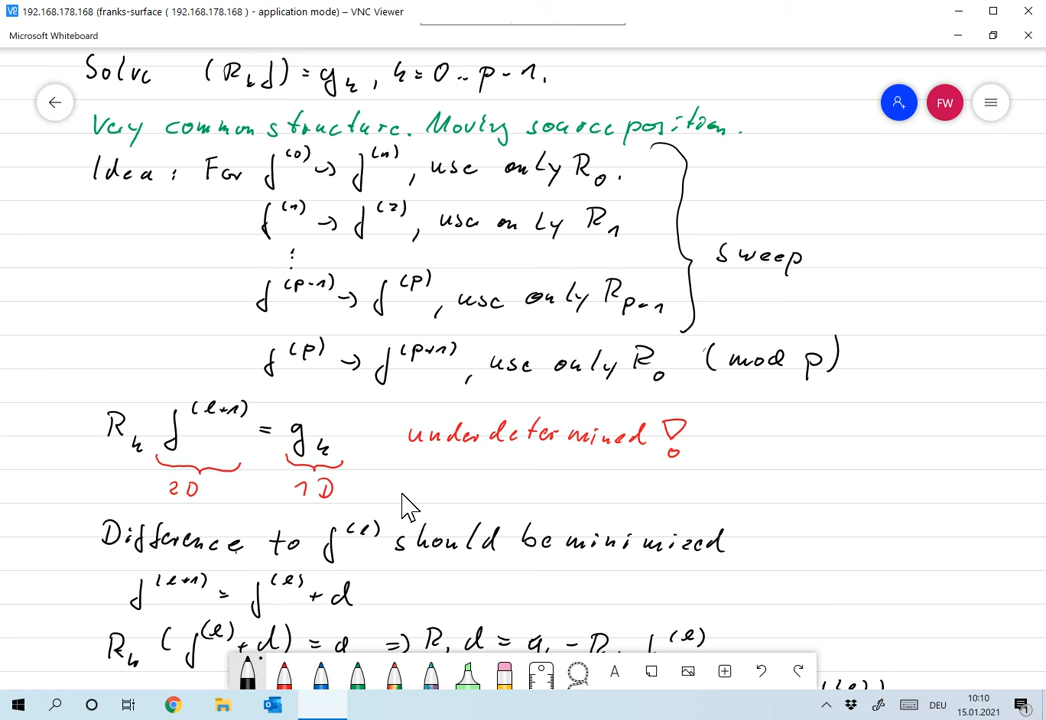 192.168.178.168 (franks-surface ( 192.168.178.168 ) - application mode) – VNC Viewer
Microsoft Whiteboard
Solve (R_k f) = g_k, k = 0 .. p-1.
FW
Very common structure. Moving source position.
Idea: For f^(0) → f^(1), use only R_0.
f^(1) → f^(2), use only R_1
⋮
sweep
f^(p-1) → f^(p), use only R_p-1
f^(p) → f^(p+1), use only R_0 (mod p)
R_k f^(l+1) = g_k underdetermined!
2D 1D
Difference to f^(l) should be minimized
f^(l+1) = f^(l) + d
R_k (f^(l) + d) = g ⇒ R d = g - R f^(l)
A
DEU
10:10
15.01.2021